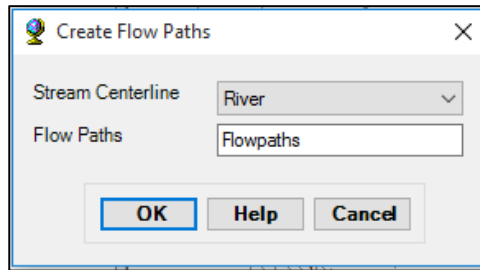 Create Flow Paths
Stream Centerline River
Flow Paths Flowpaths
OK Help Cancel